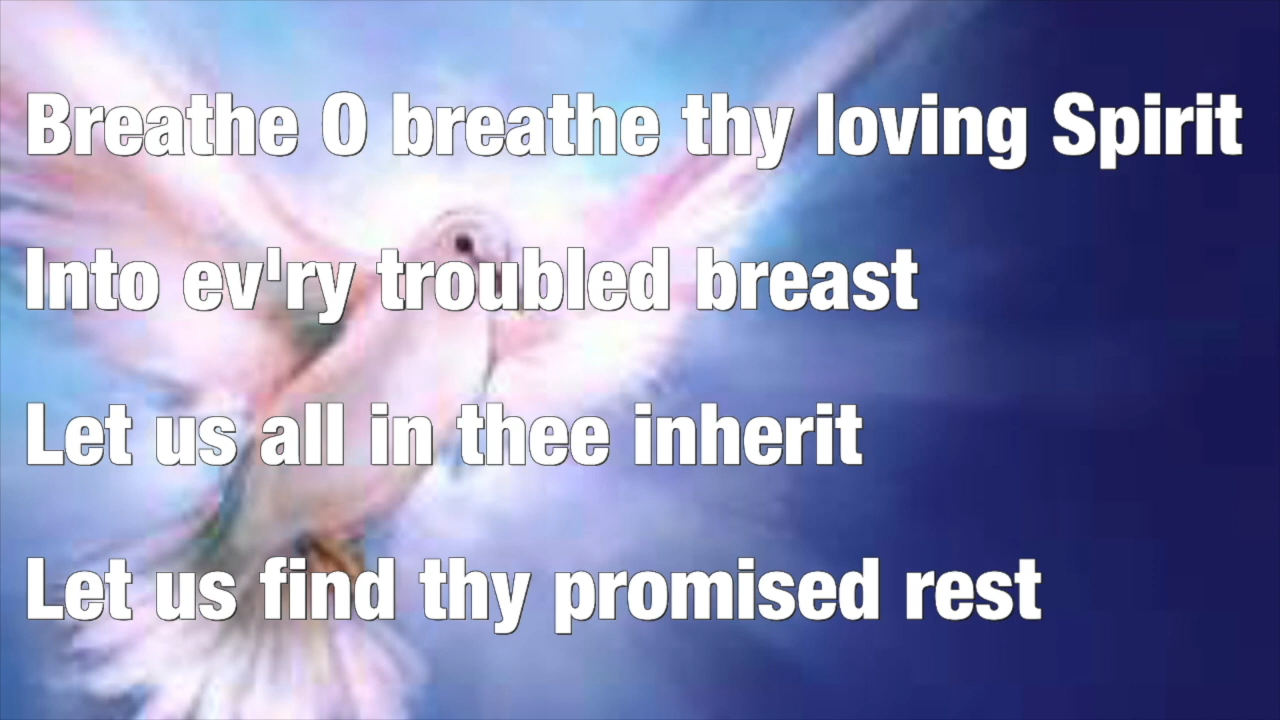 Breathe O breathe thy loving Spirit
Into ev'ry troubled breast
Let us all in thee inherit
Let us find thy promised rest